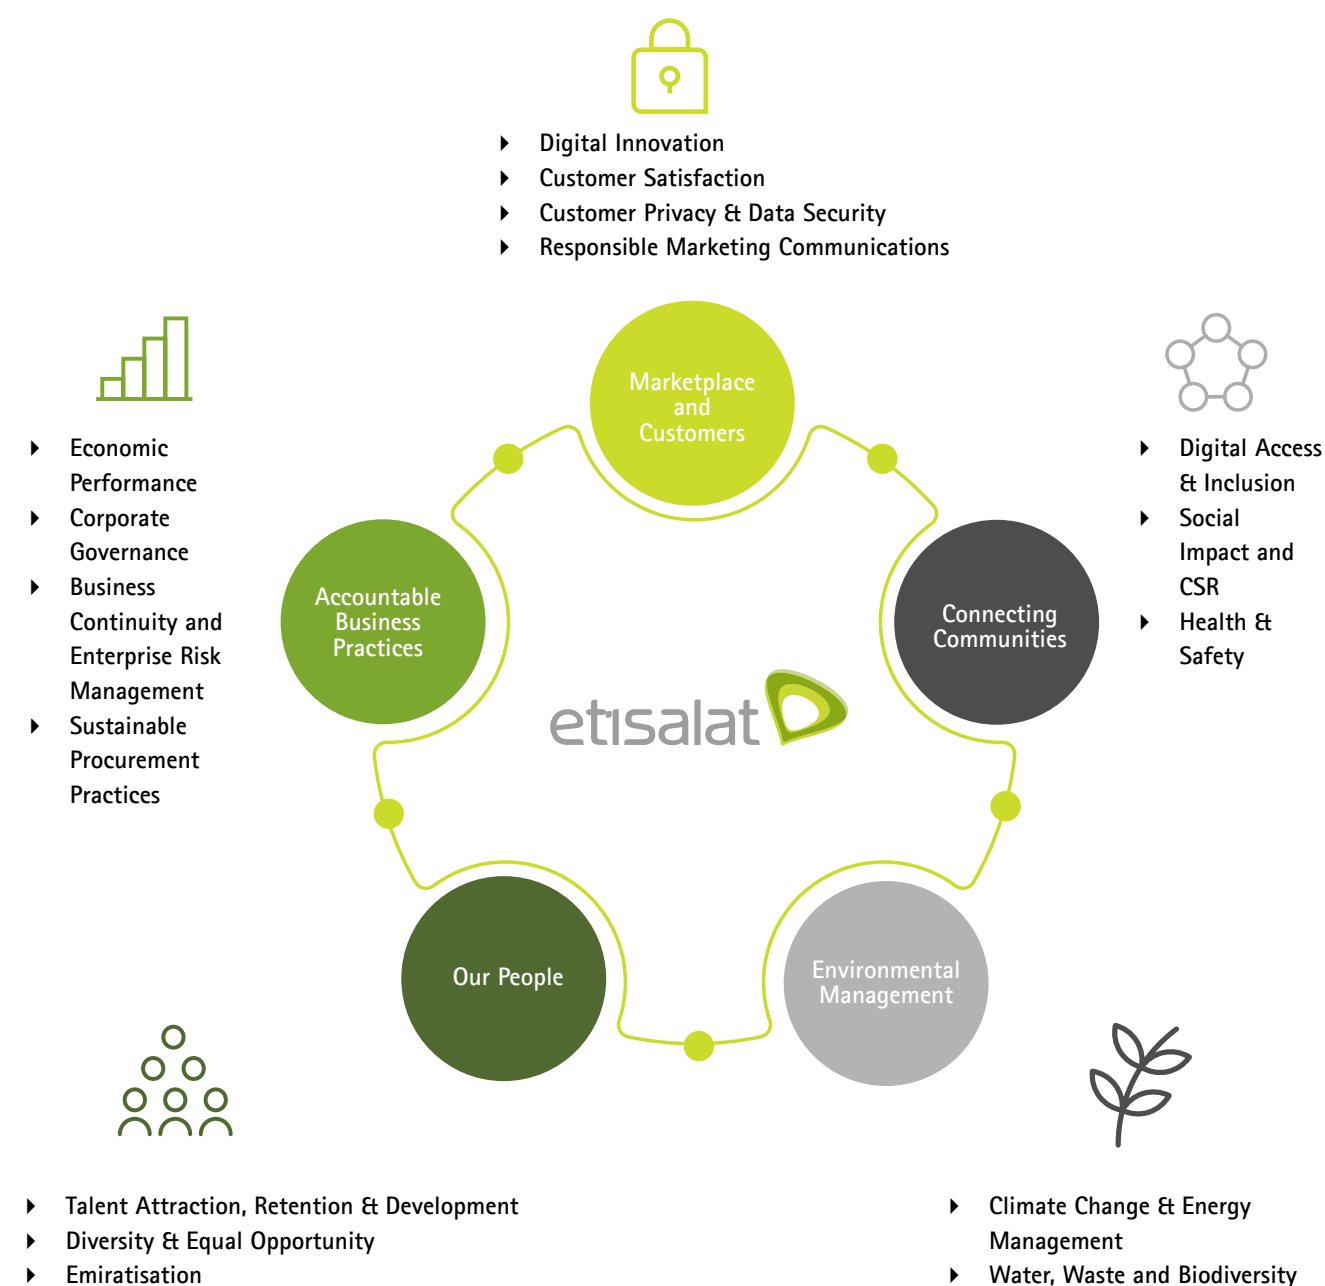 Digital Innovation
Customer Satisfaction
Customer Privacy & Data Security
Responsible Marketing Communications
Marketplace
and
Customers
Economic
Performance
Corporate
Governance
Business
Continuity and
Enterprise Risk
Management
Sustainable
Procurement
Practices
Accountable
Business
Practices
Digital Access
& Inclusion
Social
Impact and
CSR
Health &
Safety
Connecting
Communities
etisalat
Our People
Environmental
Management
Talent Attraction, Retention & Development
Diversity & Equal Opportunity
Emiratisation
Climate Change & Energy
Management
Water, Waste and Biodiversity